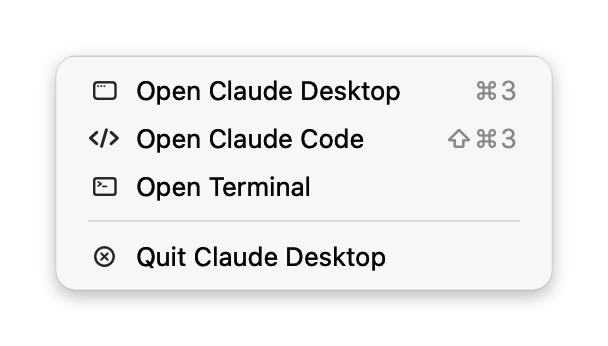 Open Claude Desktop ⌘3
Open Claude Code ⇧⌘3
Open Terminal
Quit Claude Desktop